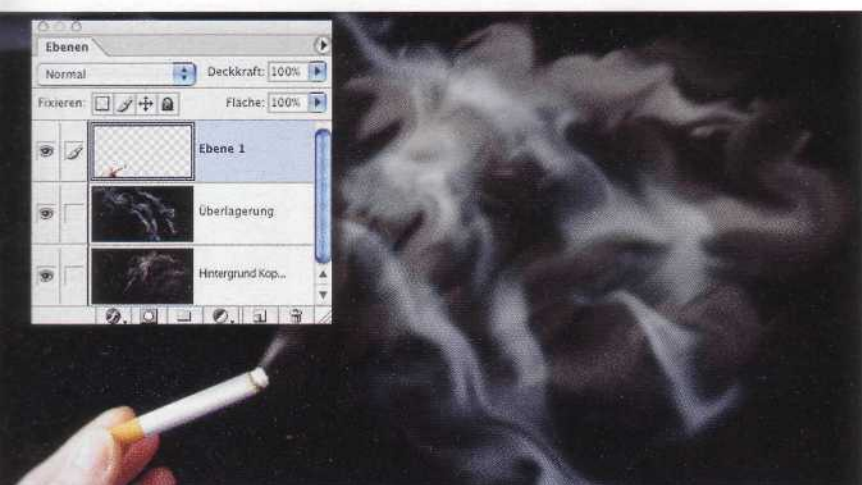 Ebenen
Normal
Deckkraft: 100%
Fixieren:
Fläche: 100%
Ebene 1
Überlagerung
Hintergrund Kop...